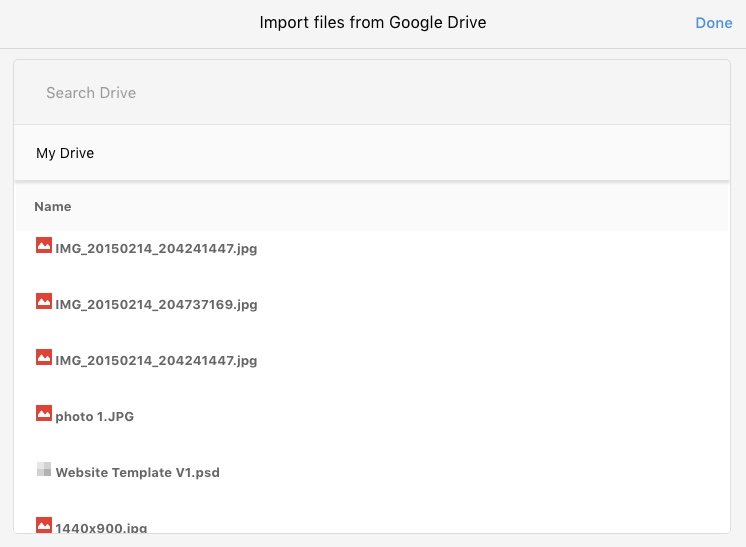 Import files from Google Drive
Done
Search Drive
My Drive
Name
IMG_20150214_204241447.jpg
IMG_20150214_204737169.jpg
IMG_20150214_204241447.jpg
photo 1.JPG
Website Template V1.psd
1440x900.jpg